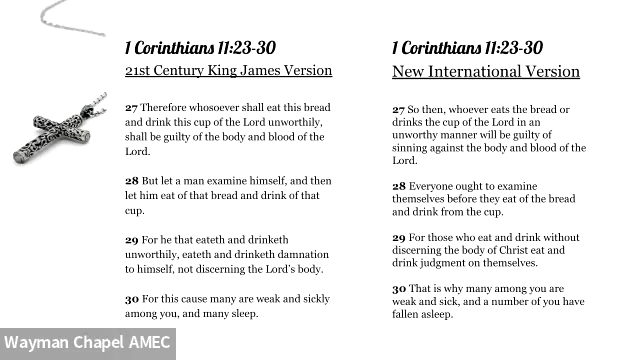 1 Corinthians 11:23-30
21st Century King James Version
27 Therefore whosoever shall eat this bread
and drink this cup of the Lord unworthily,
shall be guilty of the body and blood of the
Lord.
28 But let a man examine himself, and then
let him eat of that bread and drink of that
cup.
29 For he that eateth and drinketh
unworthily, eateth and drinketh damnation
to himself, not discerning the Lord's body.
30 For this cause many are weak and sickly
among you, and many sleep.
1 Corinthians 11:23-30
New International Version
27 So then, whoever eats the bread or
drinks the cup of the Lord in an
unworthy manner will be guilty of
sinning against the body and blood of the
Lord.
28 Everyone ought to examine
themselves before they eat of the bread
and drink from the cup.
29 For those who eat and drink without
discerning the body of Christ eat and
drink judgment on themselves.
30 That is why many among you are
weak and sick, and a number of you have
fallen asleep.
Wayman Chapel AMEC